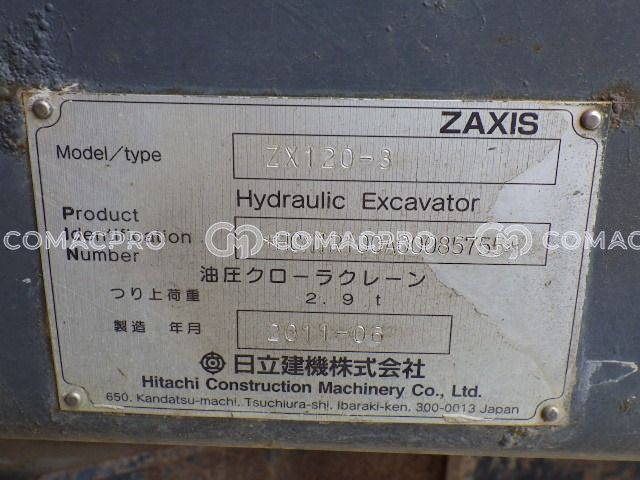 ZAXIS
Model/type ZX120-3
Hydraulic Excavator
Product
Identification
Number
COMACPRO COMACPRO COMACPRO
油圧クローラクレーン
つり上荷重 2.9t
製造 年月 2011-06
日立建機株式会社
Hitachi Construction Machinery Co., Ltd.
650, Kandatsu-machi, Tsuchiura-shi, Ibaraki-ken, 300-0013 Japan